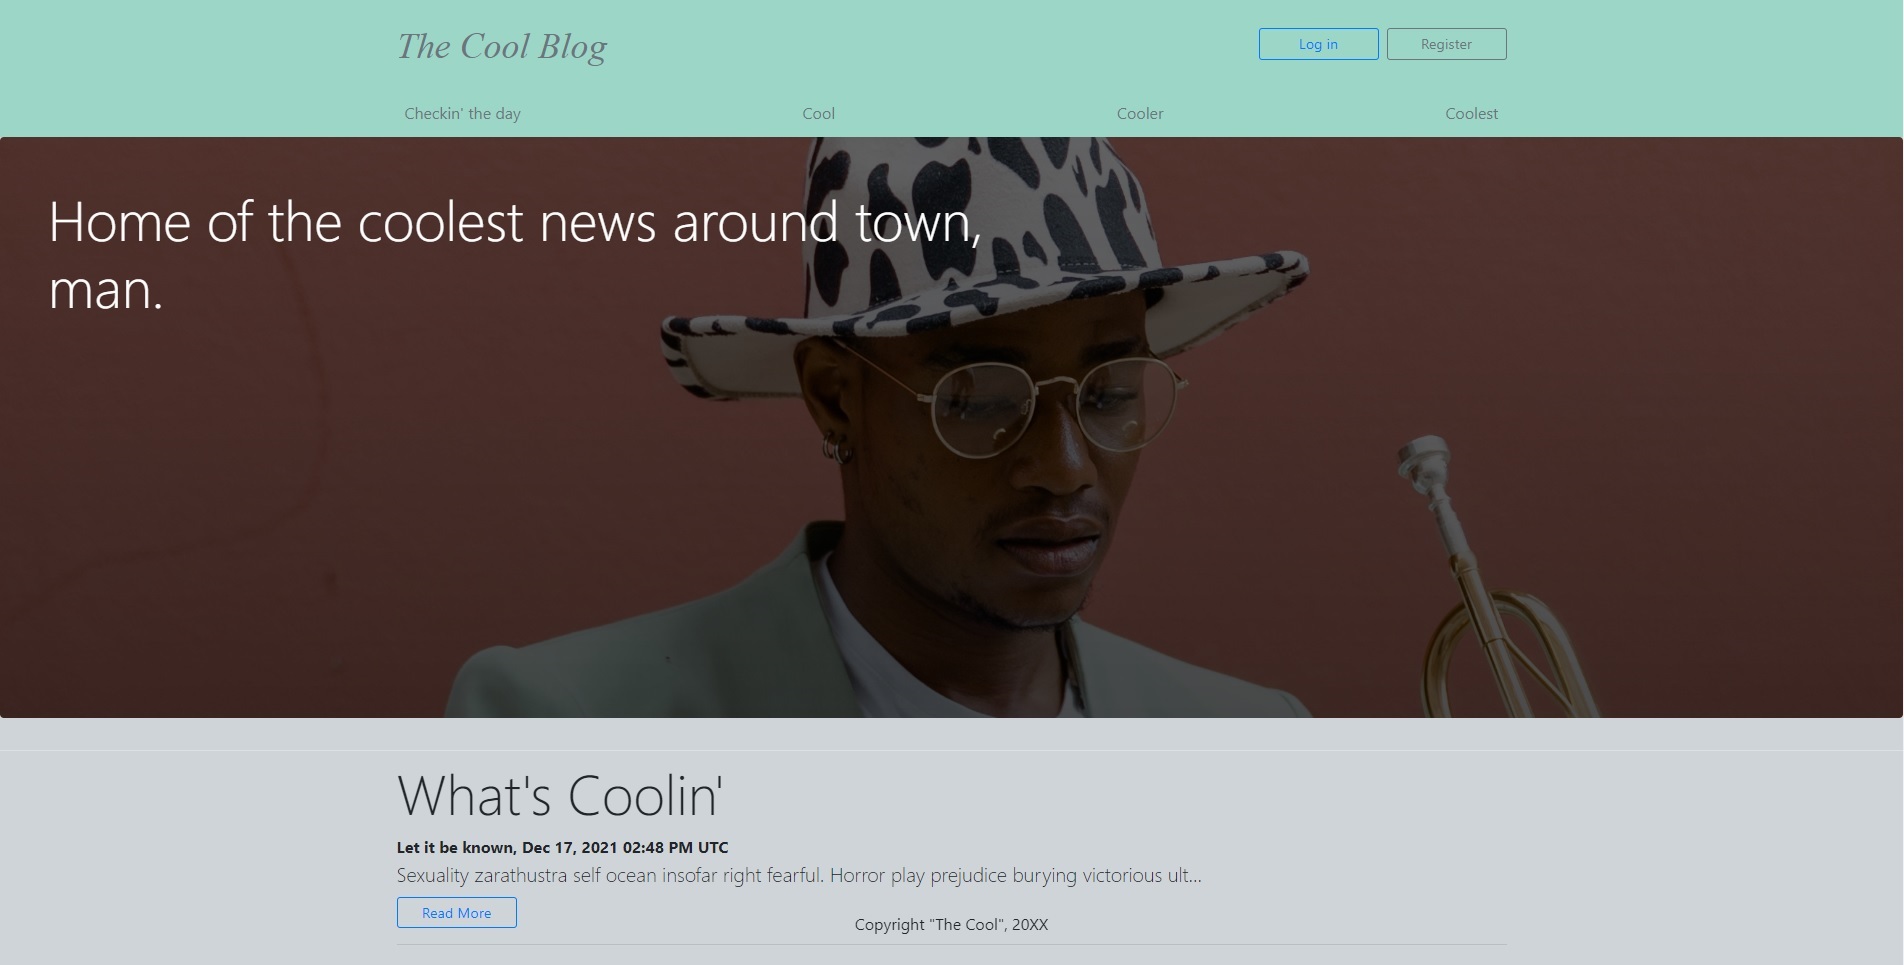 The Cool Blog
Log in
Register
Checkin' the day
Cool
Cooler
Coolest
Home of the coolest news around town,
man.
What's Coolin'
Let it be known, Dec 17, 2021 02:48 PM UTC
Sexuality zarathustra self ocean insofar right fearful. Horror play prejudice burying victorious ult...
Read More
Copyright "The Cool", 20XX